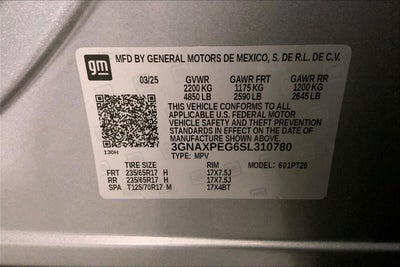 gm
MFD BY GENERAL MOTORS DE MEXICO, S. DE R.L. DE C.V.
03/25 GVWR GAWR FRT GAWR RR
2200 KG 1175 KG 1200 KG
4850 LB 2590 LB 2645 LB
THIS VEHICLE CONFORMS TO ALL
APPLICABLE U.S. FEDERAL MOTOR
VEHICLE SAFETY AND THEFT
PREVENTION STANDARDS IN EFFECT
ON THE DATE OF MANUFACTURE
SHOWN ABOVE.
3GNAXPEG6SL310780
130H TYPE: MPV MODEL: 601PT26
TIRE SIZE RIM
FRT 235/65R17 H 17X7.5J
RR 235/65R17 H 17X7.5J
SPA T125/70R17 M 17X4BT